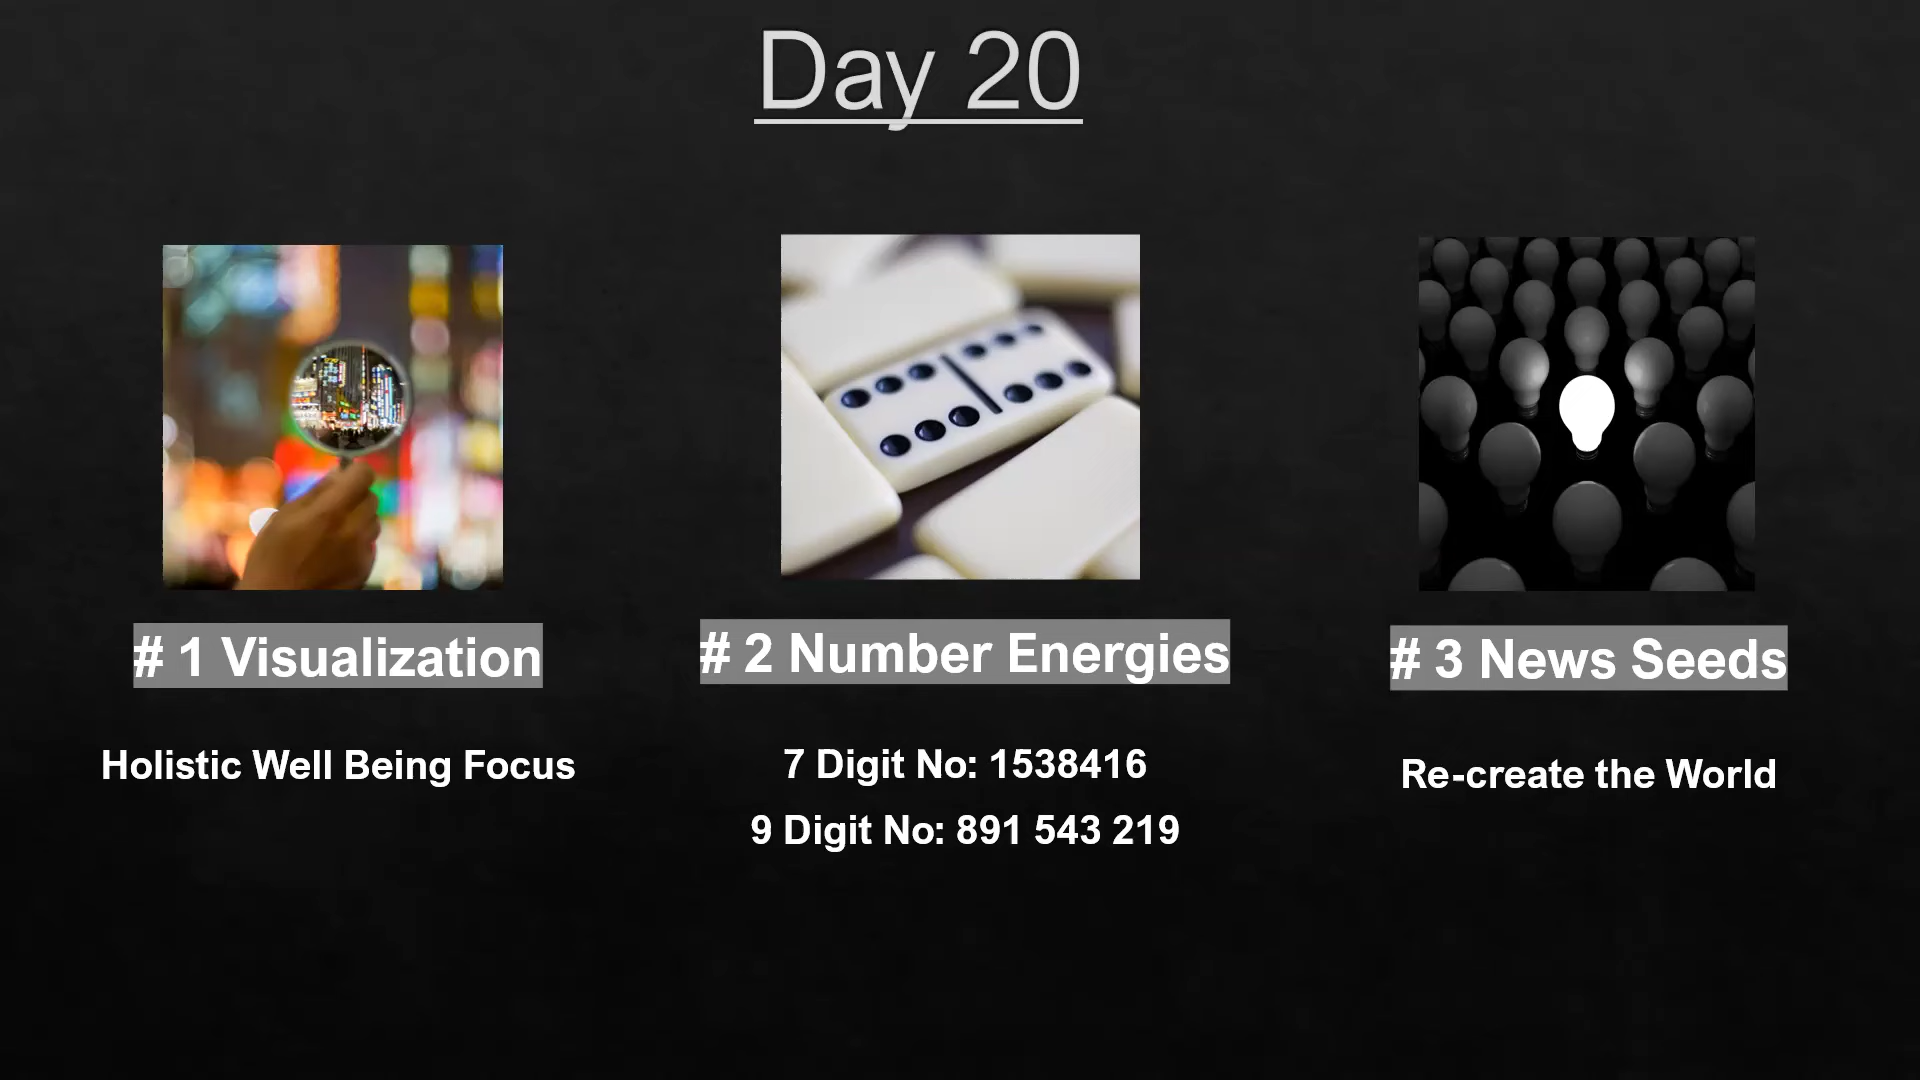 Day 20
# 1 Visualization
# 2 Number Energies
# 3 News Seeds
Holistic Well Being Focus
7 Digit No: 1538416
9 Digit No: 891 543 219
Re-create the World